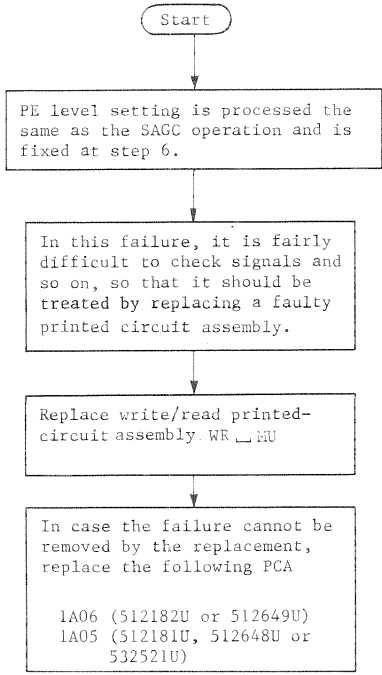 Start
PE level setting is processed the
same as the SAGC operation and is
fixed at step 6.
In this failure, it is fairly
difficult to check signals and
so on, so that it should be
treated by replacing a faulty
printed circuit assembly.
Replace write/read printed-
circuit assembly. WR MU
In case the failure cannot be
removed by the replacement,
replace the following PCA
1A06 (512182U or 512649U)
1A05 (512181U, 512648U or
532521U)